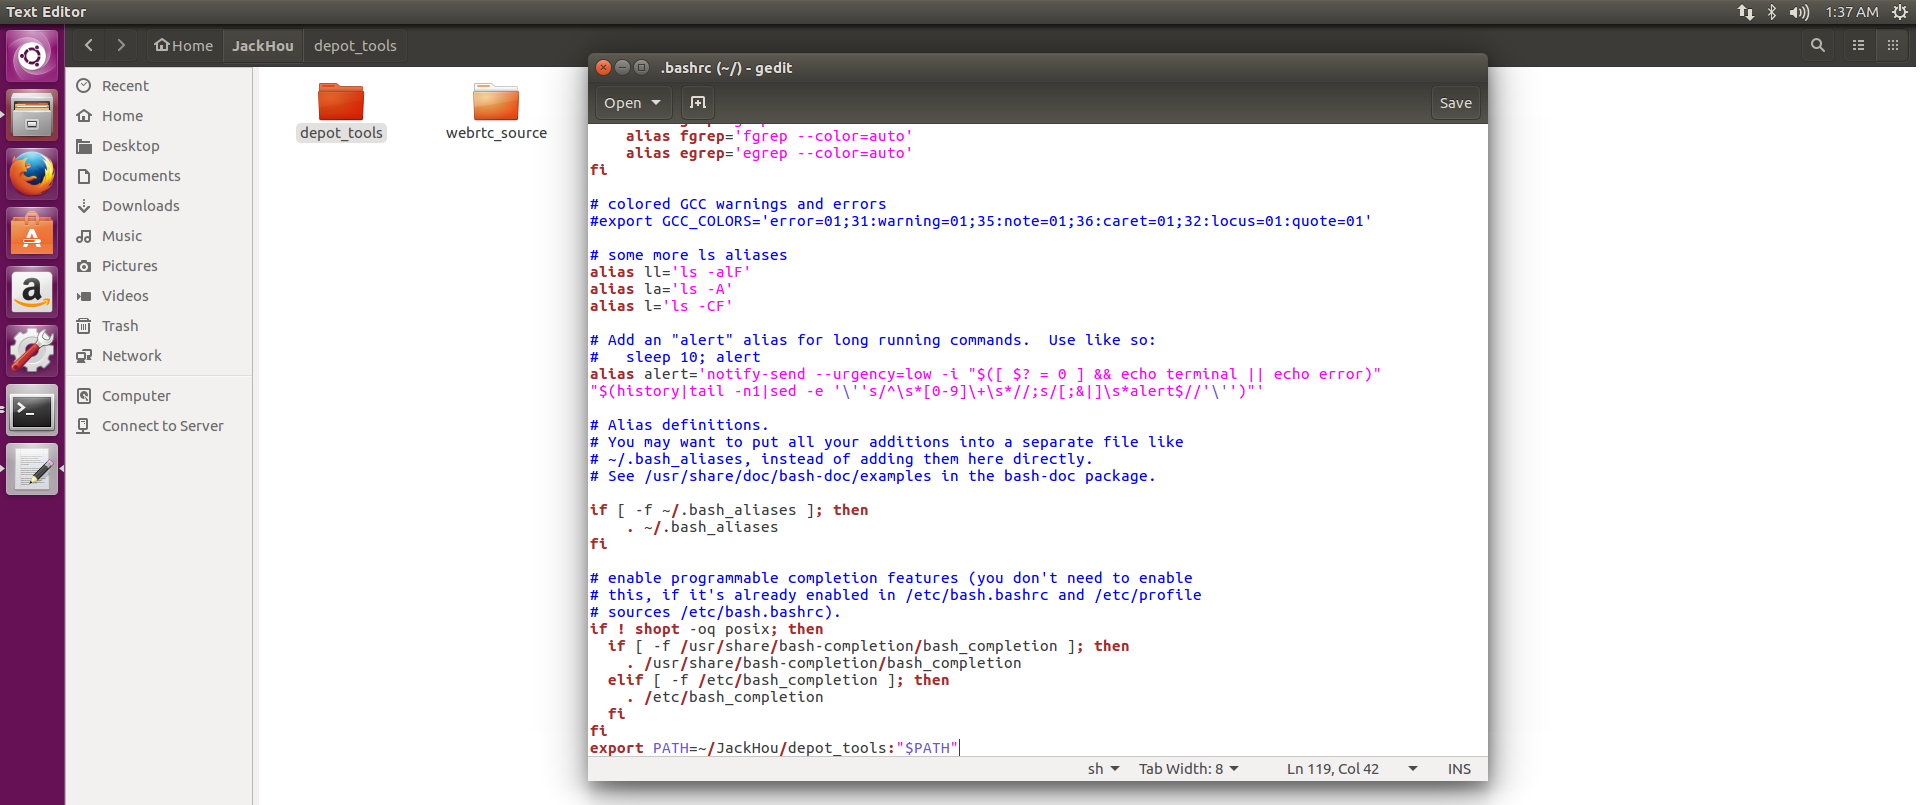 Text Editor
1:37 AM
Home
JackHou
depot_tools
Recent
Home
Desktop
Documents
Downloads
Music
Pictures
Videos
Trash
Network
Computer
Connect to Server
depot_tools
webrtc_source
.bashrc (~/) - gedit
Open
Save
    alias fgrep='fgrep --color=auto'
    alias egrep='egrep --color=auto'
fi
# colored GCC warnings and errors
#export GCC_COLORS='error=01;31:warning=01;35:note=01;36:caret=01;32:locus=01:quote=01'
# some more ls aliases
alias ll='ls -alF'
alias la='ls -A'
alias l='ls -CF'
# Add an "alert" alias for long running commands.  Use like so:
#   sleep 10; alert
alias alert='notify-send --urgency=low -i "$([ $? = 0 ] && echo terminal || echo error)"
"$(history|tail -n1|sed -e '\''s/^\s*[0-9]\+\s*//;s/[;&|]\s*alert$//'\'')"'
# Alias definitions.
# You may want to put all your additions into a separate file like
# ~/.bash_aliases, instead of adding them here directly.
# See /usr/share/doc/bash-doc/examples in the bash-doc package.
if [ -f ~/.bash_aliases ]; then
    . ~/.bash_aliases
fi
# enable programmable completion features (you don't need to enable
# this, if it's already enabled in /etc/bash.bashrc and /etc/profile
# sources /etc/bash.bashrc).
if ! shopt -oq posix; then
  if [ -f /usr/share/bash-completion/bash_completion ]; then
    . /usr/share/bash-completion/bash_completion
  elif [ -f /etc/bash_completion ]; then
    . /etc/bash_completion
  fi
fi
export PATH=~/JackHou/depot_tools:"$PATH"
sh
Tab Width: 8
Ln 119, Col 42
INS